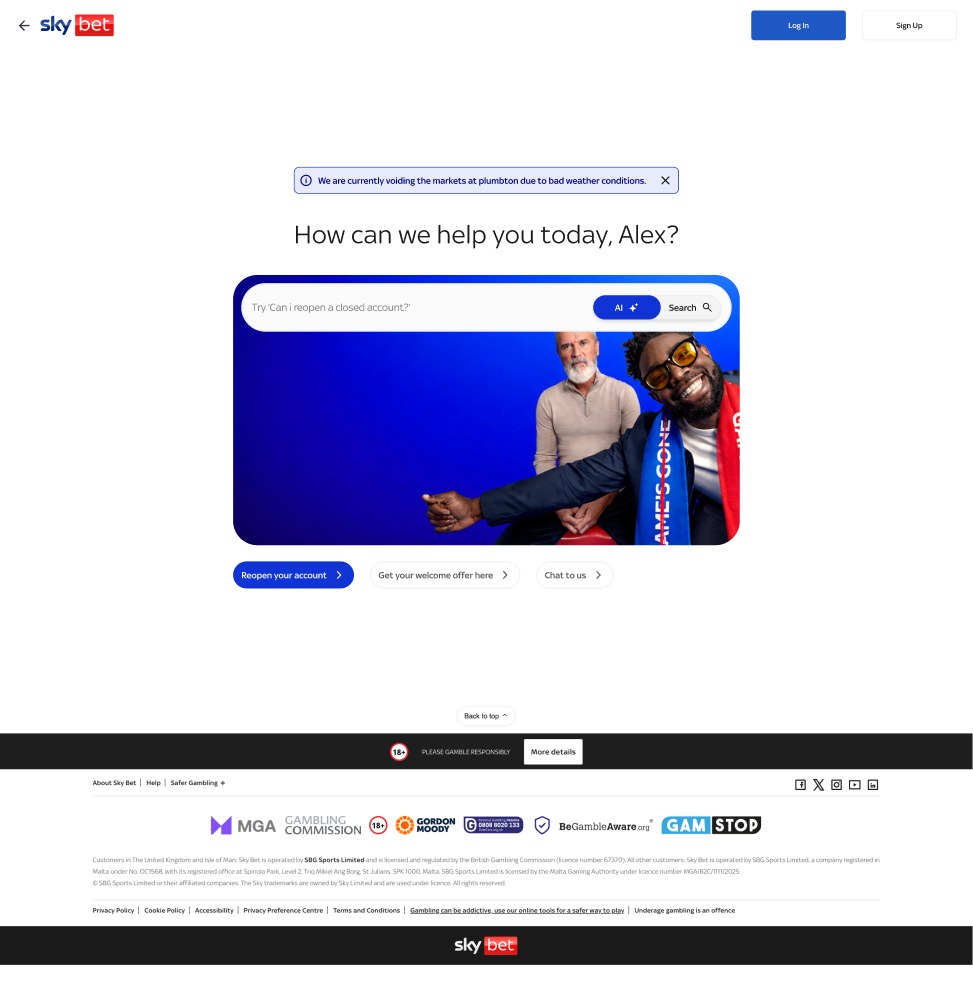 sky bet
Log In
Sign Up
We are currently voiding the markets at plumbton due to bad weather conditions.
How can we help you today, Alex?
Try 'Can i reopen a closed account?'
AI
Search
AME'S GONE
Reopen your account
Get your welcome offer here
Chat to us
Back to top
18+ PLEASE GAMBLE RESPONSIBLY More details
About Sky Bet | Help | Safer Gambling +
MGA
GAMBLING
COMMISSION
18+
GORDON
MOODY
0808 8020 133
BeGambleAware.org®
GAMSTOP
Customers in The United Kingdom and Isle of Man: Sky Bet is operated by SBG Sports Limited and is licensed and regulated by the British Gambling Commission (licence number 67370). All other customers: Sky Bet is operated by SBG Sports Limited, a company registered in
Malta under No. OC1568, with its registered office at Spinola Park, Level 2, Triq Mikiel Ang Borg, St Julians, SPK 1000, Malta. SBG Sports Limited is licensed by the Malta Gaming Authority under licence number MGA/B2C/1111/2025.
© SBG Sports Limited or their affiliated companies. The Sky trademarks are owned by Sky Limited and are used under licence. All rights reserved.
Privacy Policy | Cookie Policy | Accessibility | Privacy Preference Centre | Terms and Conditions | Gambling can be addictive, use our online tools for a safer way to play | Underage gambling is an offence
sky bet